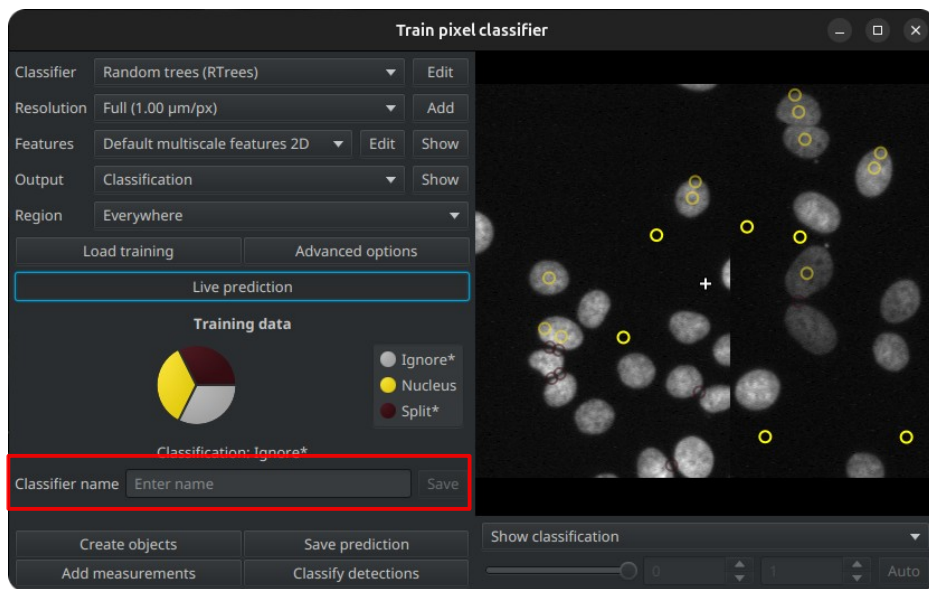 Train pixel classifier
Classifier Random trees (RTrees) Edit
Resolution Full (1.00 µm/px) Add
Features Default multiscale features 2D Edit Show
Output Classification Show
Region Everywhere
Load training Advanced options
Live prediction
Training data
Ignore*
Nucleus
Split*
Classification: Ignore*
Classifier name Enter name Save
Create objects Save prediction
Add measurements Classify detections
Show classification
0 1 Auto